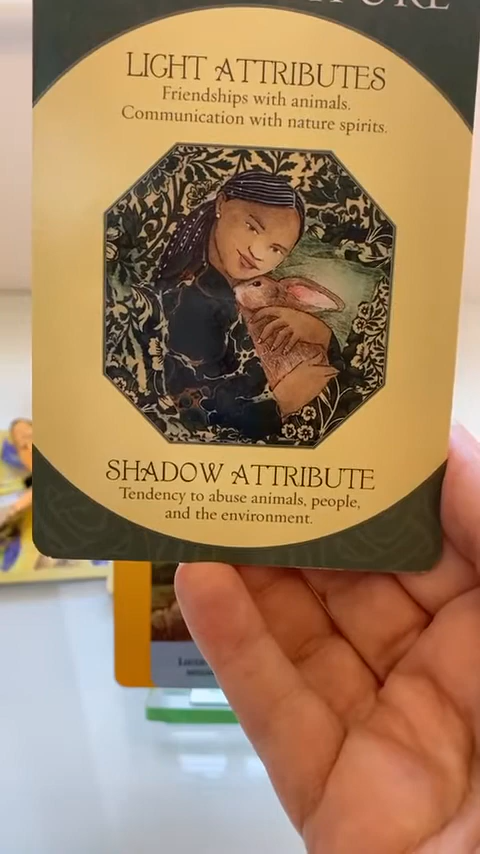 LIGHT ATTRIBUTES
Friendships with animals.
Communication with nature spirits.
SHADOW ATTRIBUTE
Tendency to abuse animals, people,
and the environment.